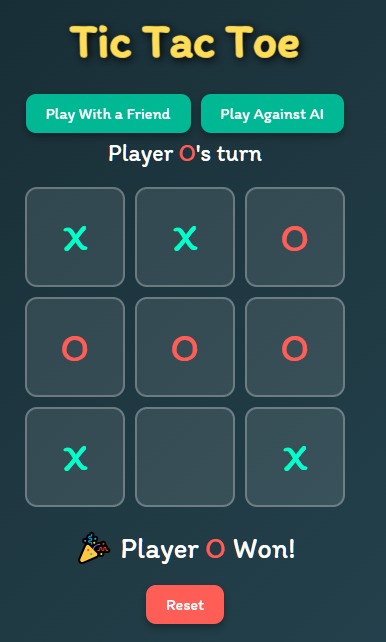 Tic Tac Toe
Play With a Friend Play Against AI
Player O's turn
X X O
O O O
X X
🎉 Player O Won!
Reset